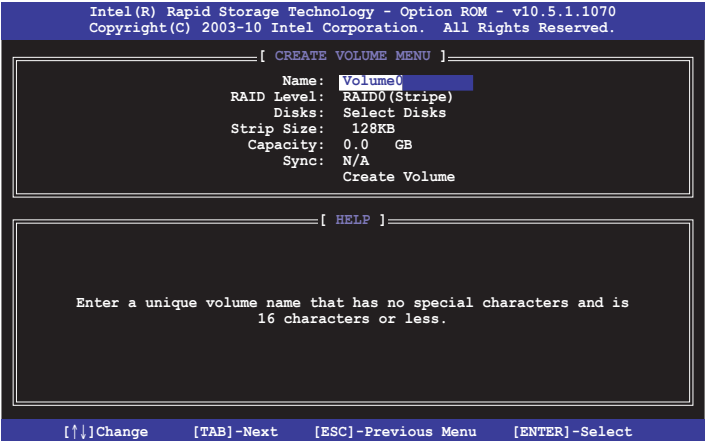 Intel(R) Rapid Storage Technology - Option ROM - v10.5.1.1070
Copyright(C) 2003-10 Intel Corporation.  All Rights Reserved.
[ CREATE VOLUME MENU ]
Name: Volume0
RAID Level: RAID0(Stripe)
Disks: Select Disks
Strip Size: 128KB
Capacity: 0.0 GB
Sync: N/A
Create Volume
[ HELP ]
Enter a unique volume name that has no special characters and is
16 characters or less.
[↑↓]Change [TAB]-Next [ESC]-Previous Menu [ENTER]-Select